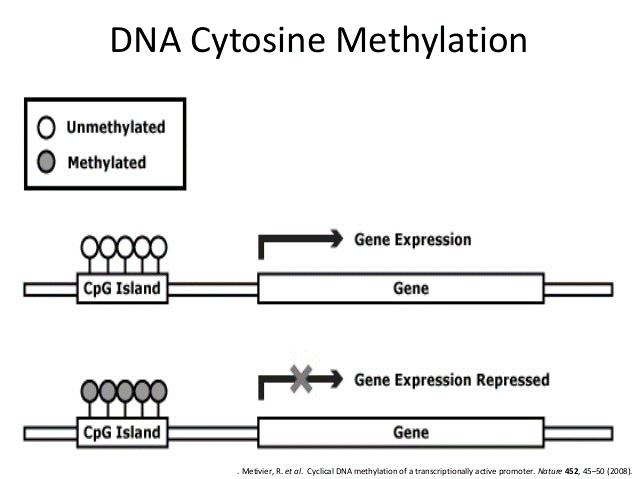 DNA Cytosine Methylation
Unmethylated
Methylated
Gene Expression
CpG Island
Gene
Gene Expression Repressed
CpG Island
Gene
. Metivier, R. et al. Cyclical DNA methylation of a transcriptionally active promoter. Nature 452, 45–50 (2008).